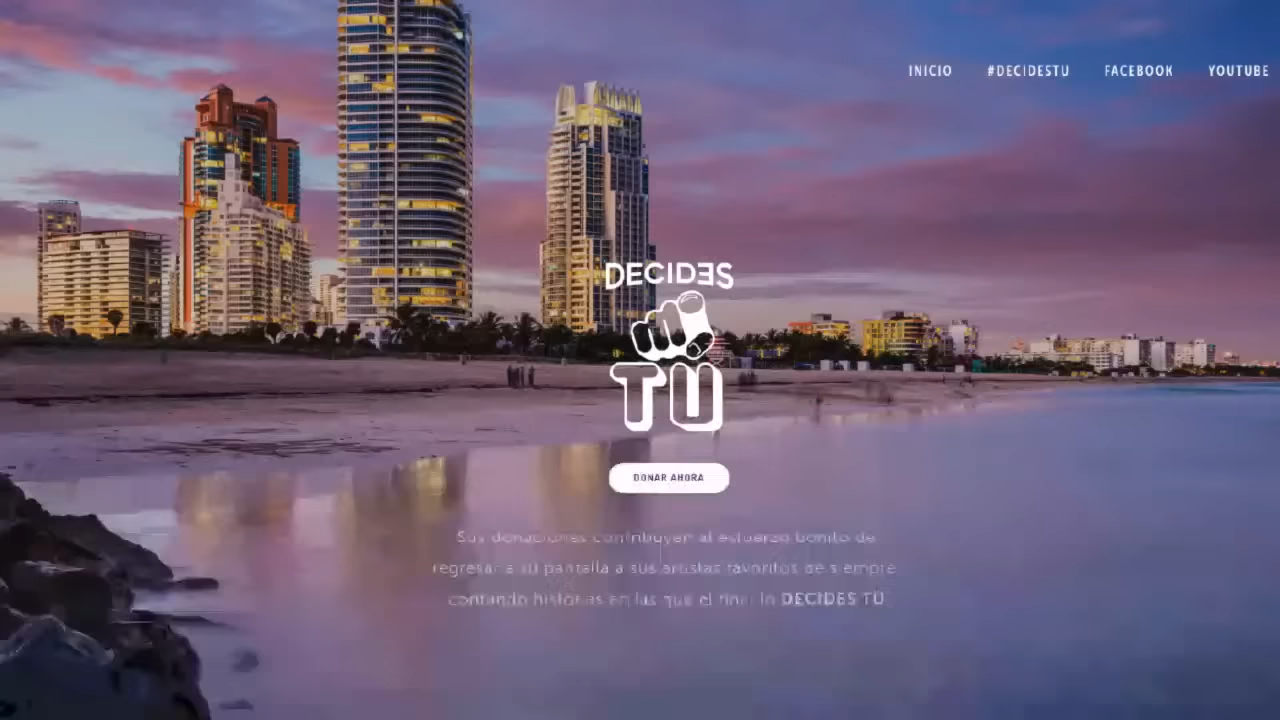 INICIO #DECIDESTU FACEBOOK YOUTUBE
DECIDES
TU
DONAR AHORA
Sus donaciones contribuyen al esfuerzo bonito de
regresar a tu pantalla a sus artistas favoritos de siempre
contando historias en las que el final lo DECIDES TÚ